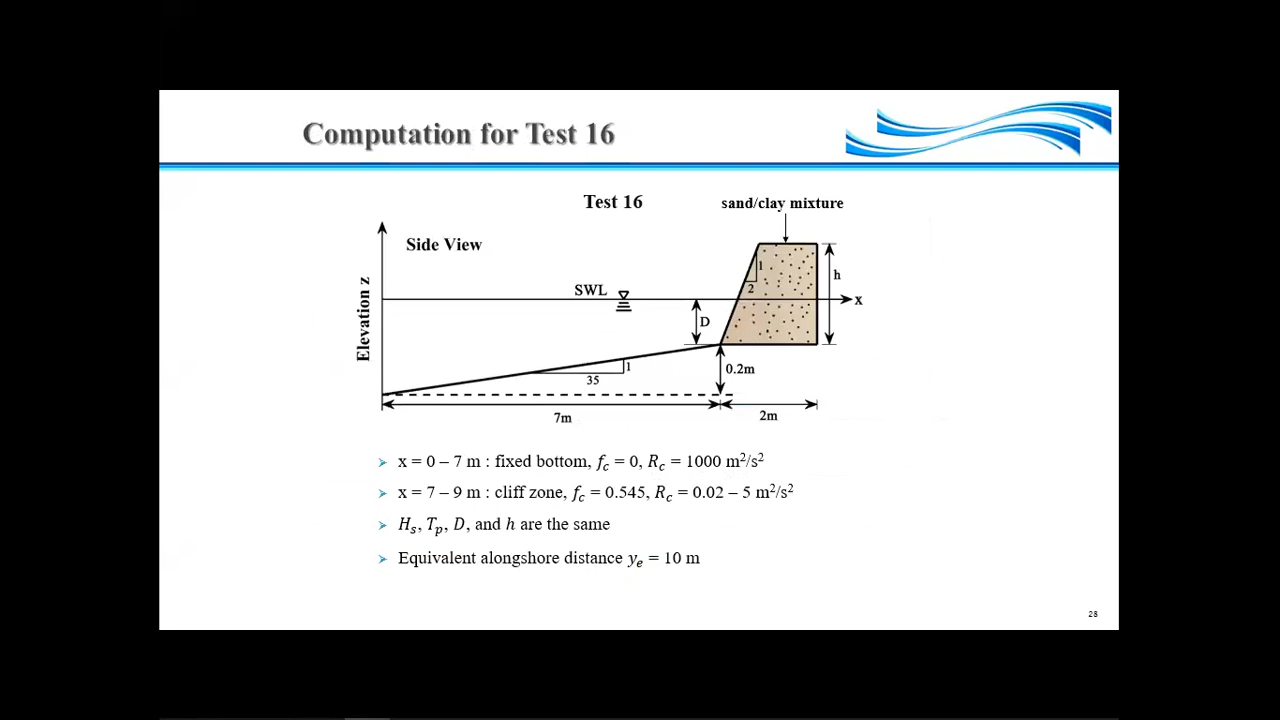 Computation for Test 16
Test 16
sand/clay mixture
Side View
1
h
2
SWL
x
D
Elevation z
0.2m
1
35
7m
2m
➢ x = 0 – 7 m : fixed bottom, f_c = 0, R_c = 1000 m²/s²
➢ x = 7 – 9 m : cliff zone, f_c = 0.545, R_c = 0.02 – 5 m²/s²
➢ H_s, T_p, D, and h are the same
➢ Equivalent alongshore distance y_e = 10 m
28